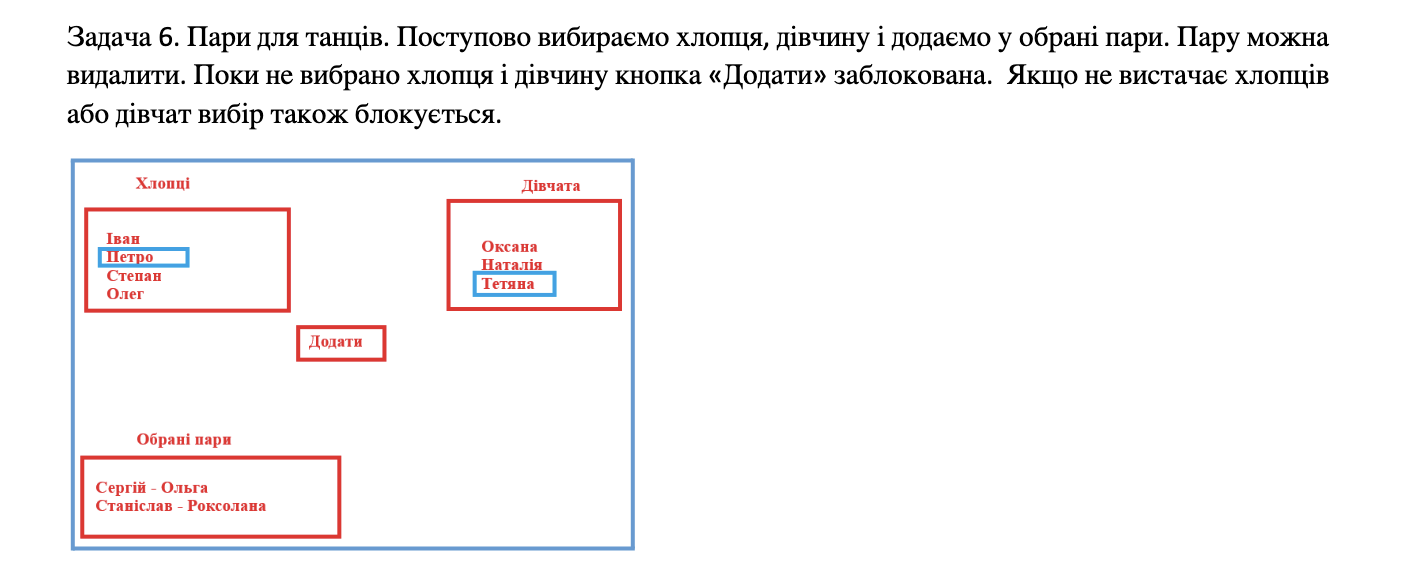 Задача 6. Пари для танців. Поступово вибираємо хлопця, дівчину і додаємо у обрані пари. Пару можна
видалити. Поки не вибрано хлопця і дівчину кнопка «Додати» заблокована. Якщо не вистачає хлопців
або дівчат вибір також блокується.
Хлопці
Іван
Петро
Степан
Олег
Дівчата
Оксана
Наталія
Тетяна
Додати
Обрані пари
Сергій - Ольга
Станіслав - Роксолана